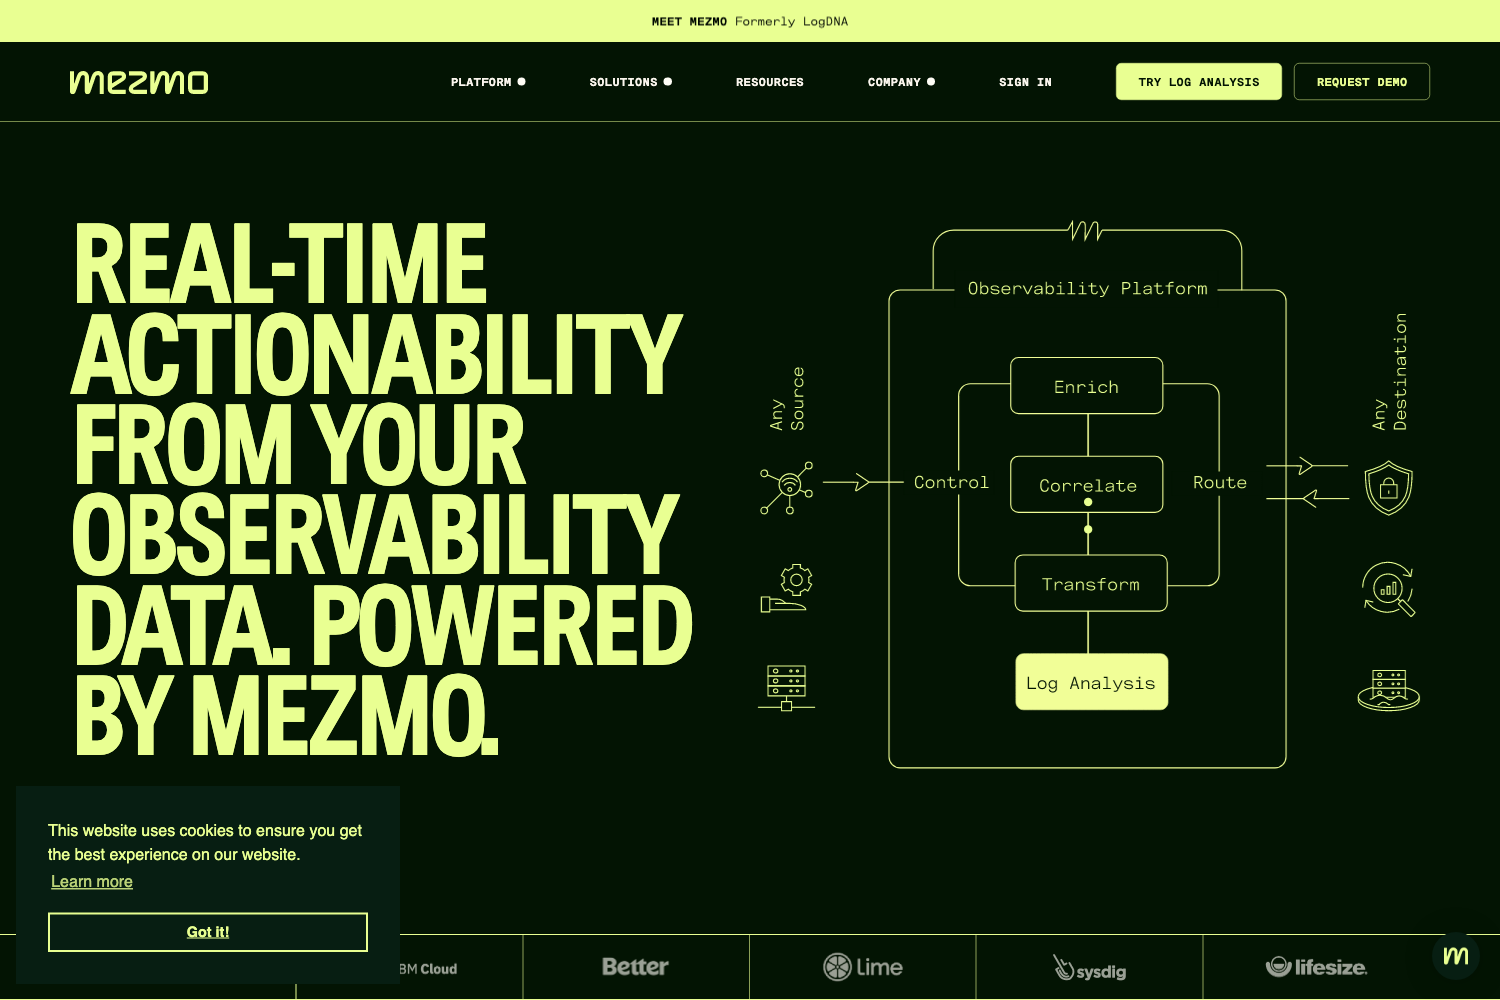 MEET MEZMO Formerly LogDNA
mezmo
PLATFORM
SOLUTIONS
RESOURCES
COMPANY
SIGN IN
TRY LOG ANALYSIS
REQUEST DEMO
REAL-TIME
ACTIONABILITY
FROM YOUR
OBSERVABILITY
DATA. POWERED
BY MEZMO.
Observability Platform
Any
Source
Enrich
Control
Correlate
Route
Transform
Log Analysis
Any
Destination
This website uses cookies to ensure you get
the best experience on our website.
Learn more
Got it!
BM Cloud
Better
Lime
sysdig
lifesize
m